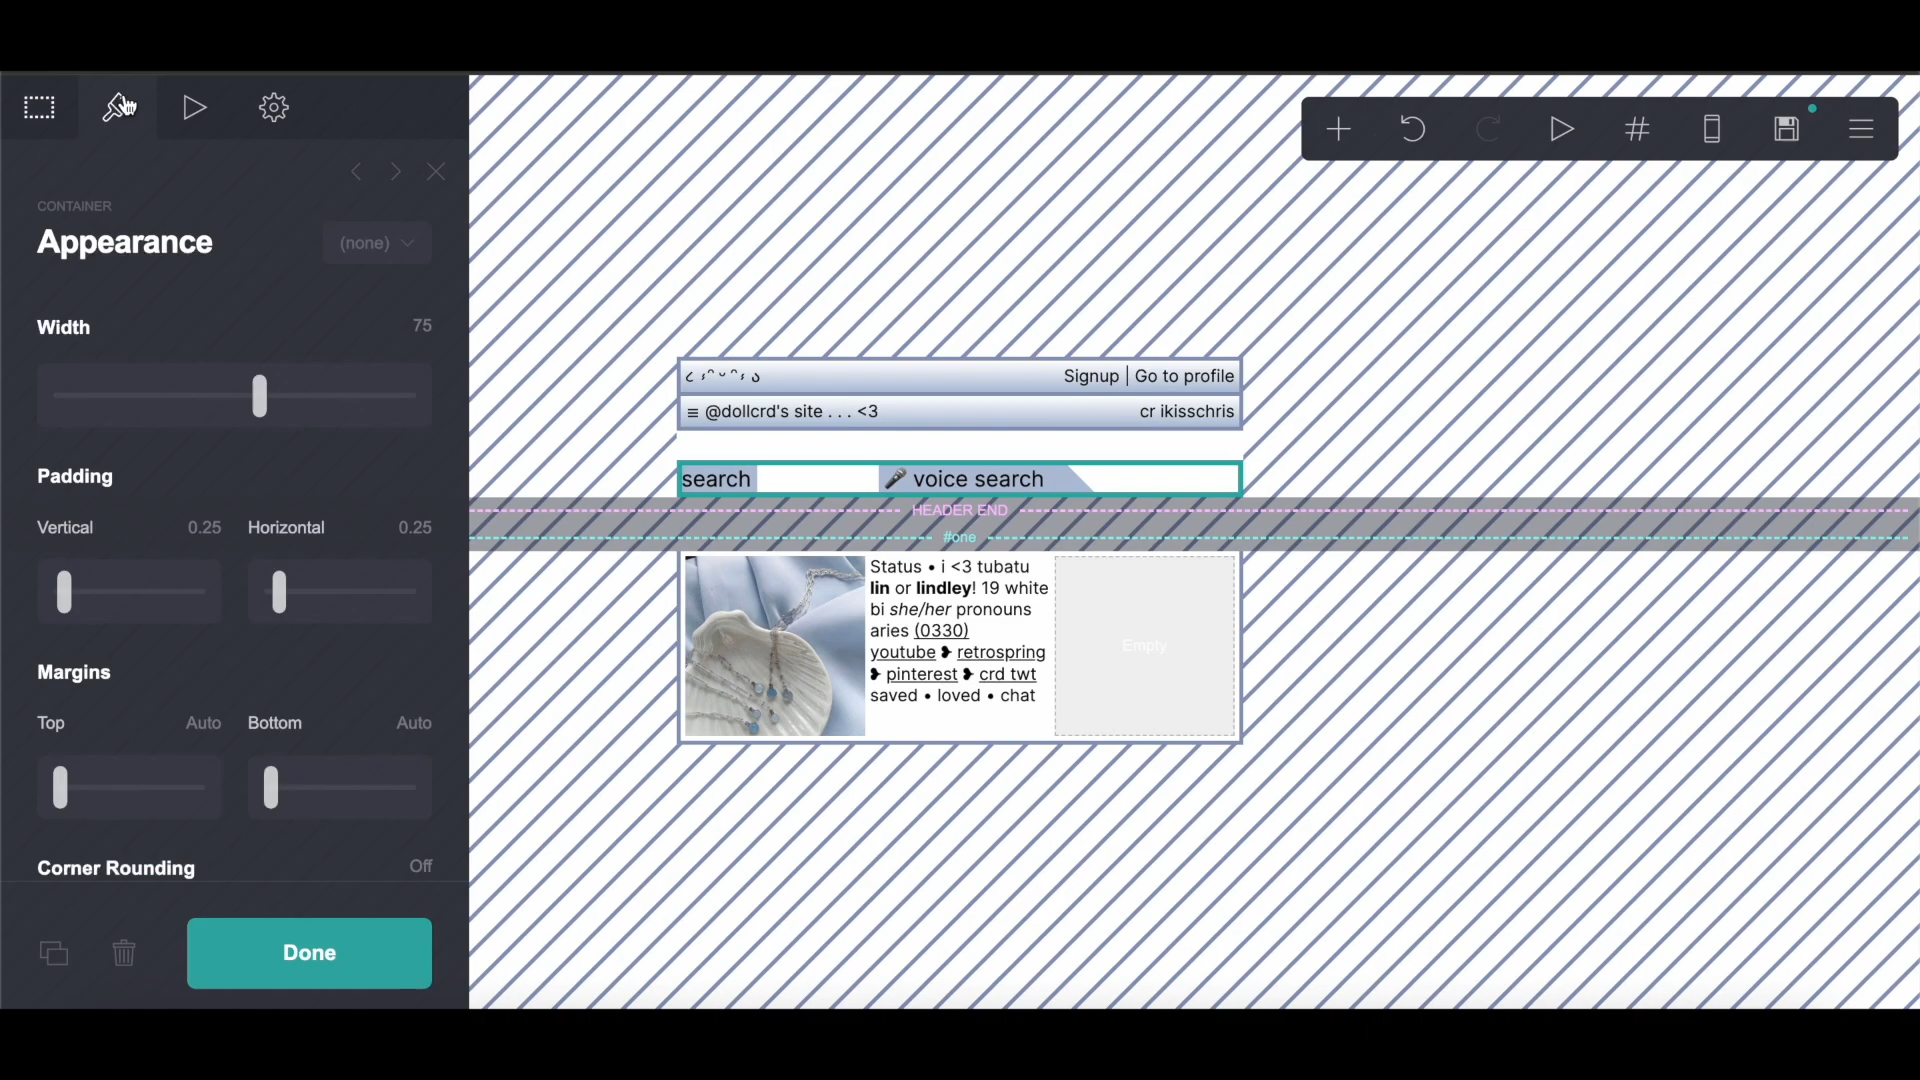 CONTAINER
Appearance
(none)
Width 75
Padding
Vertical 0.25 Horizontal 0.25
Margins
Top Auto Bottom Auto
Corner Rounding Off
Done
Signup | Go to profile
≡ @dollcrd's site . . . <3 cr ikisschris
search 🎤 voice search
HEADER END
#one
Status • i <3 tubatu
lin or lindley! 19 white
bi she/her pronouns
aries (0330)
youtube ❥ retrospring
❥ pinterest ❥ crd twt
saved • loved • chat
Empty